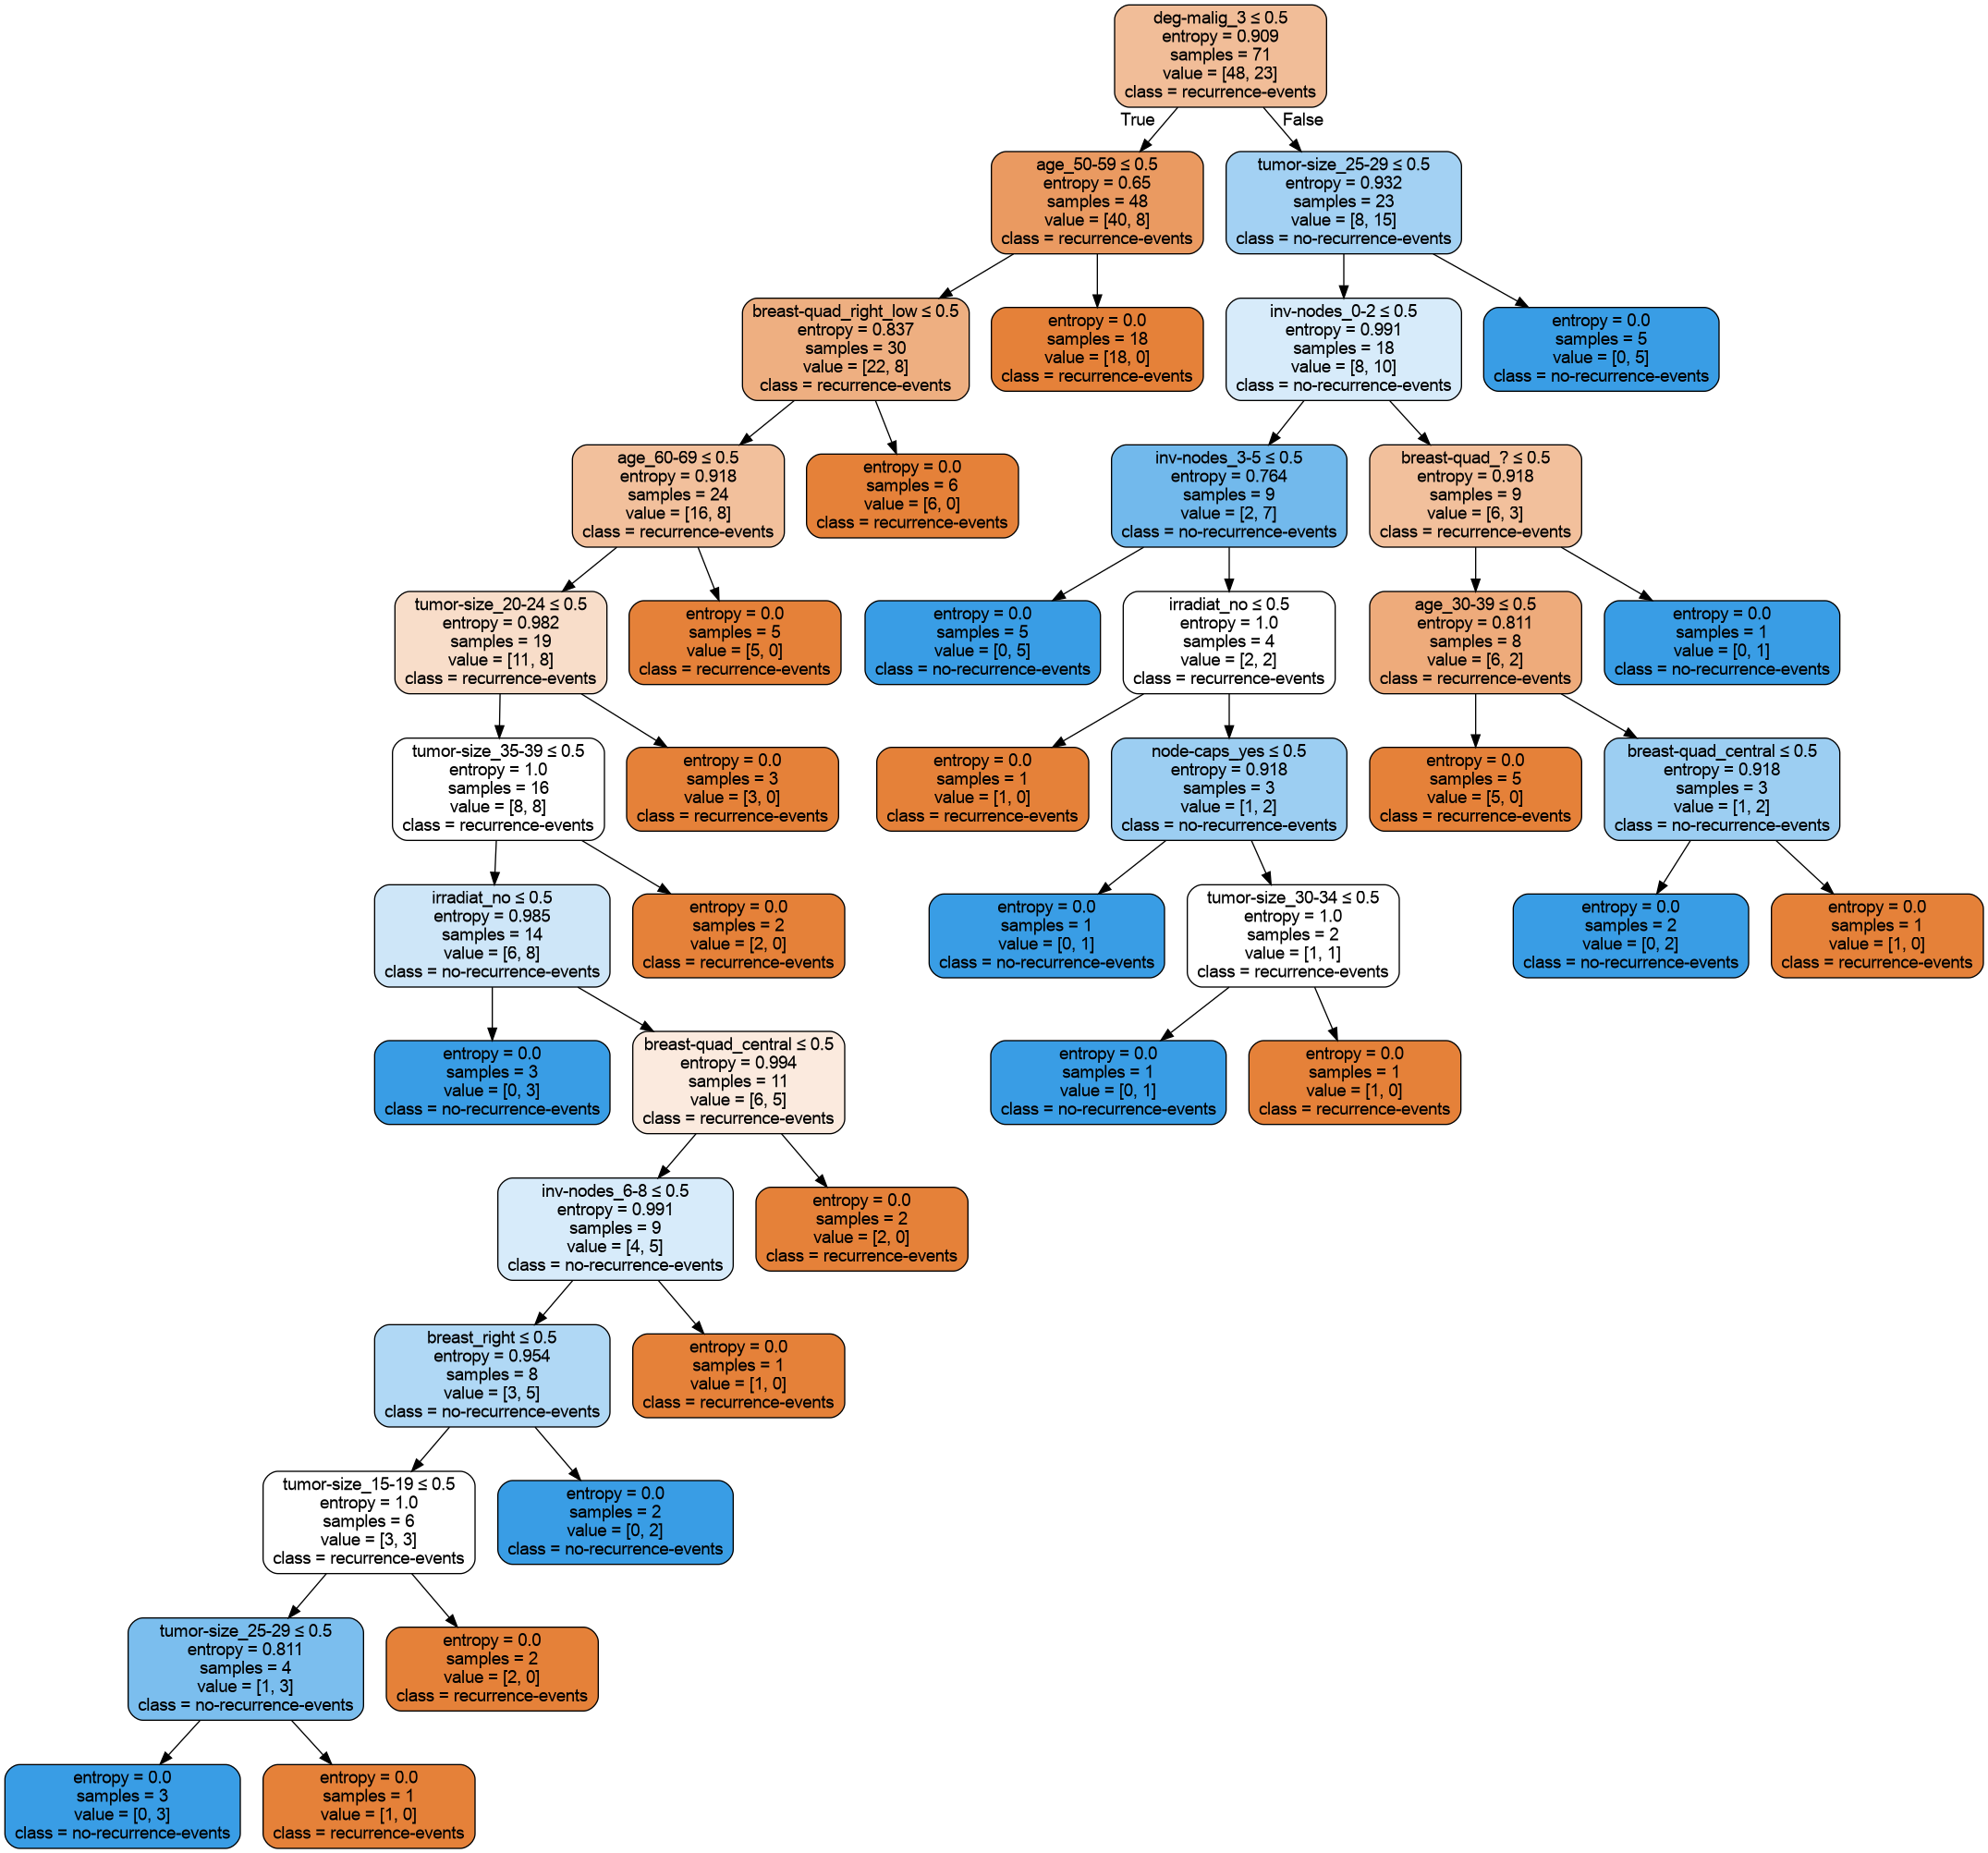 deg-malig_3 ≤ 0.5
entropy = 0.909
samples = 71
value = [48, 23]
class = recurrence-events
True
False
age_50-59 ≤ 0.5
entropy = 0.65
samples = 48
value = [40, 8]
class = recurrence-events
tumor-size_25-29 ≤ 0.5
entropy = 0.932
samples = 23
value = [8, 15]
class = no-recurrence-events
breast-quad_right_low ≤ 0.5
entropy = 0.837
samples = 30
value = [22, 8]
class = recurrence-events
entropy = 0.0
samples = 18
value = [18, 0]
class = recurrence-events
inv-nodes_0-2 ≤ 0.5
entropy = 0.991
samples = 18
value = [8, 10]
class = no-recurrence-events
entropy = 0.0
samples = 5
value = [0, 5]
class = no-recurrence-events
age_60-69 ≤ 0.5
entropy = 0.918
samples = 24
value = [16, 8]
class = recurrence-events
entropy = 0.0
samples = 6
value = [6, 0]
class = recurrence-events
inv-nodes_3-5 ≤ 0.5
entropy = 0.764
samples = 9
value = [2, 7]
class = no-recurrence-events
breast-quad_? ≤ 0.5
entropy = 0.918
samples = 9
value = [6, 3]
class = recurrence-events
tumor-size_20-24 ≤ 0.5
entropy = 0.982
samples = 19
value = [11, 8]
class = recurrence-events
entropy = 0.0
samples = 5
value = [5, 0]
class = recurrence-events
entropy = 0.0
samples = 5
value = [0, 5]
class = no-recurrence-events
irradiat_no ≤ 0.5
entropy = 1.0
samples = 4
value = [2, 2]
class = recurrence-events
age_30-39 ≤ 0.5
entropy = 0.811
samples = 8
value = [6, 2]
class = recurrence-events
entropy = 0.0
samples = 1
value = [0, 1]
class = no-recurrence-events
tumor-size_35-39 ≤ 0.5
entropy = 1.0
samples = 16
value = [8, 8]
class = recurrence-events
entropy = 0.0
samples = 3
value = [3, 0]
class = recurrence-events
entropy = 0.0
samples = 1
value = [1, 0]
class = recurrence-events
node-caps_yes ≤ 0.5
entropy = 0.918
samples = 3
value = [1, 2]
class = no-recurrence-events
entropy = 0.0
samples = 5
value = [5, 0]
class = recurrence-events
breast-quad_central ≤ 0.5
entropy = 0.918
samples = 3
value = [1, 2]
class = no-recurrence-events
irradiat_no ≤ 0.5
entropy = 0.985
samples = 14
value = [6, 8]
class = no-recurrence-events
entropy = 0.0
samples = 2
value = [2, 0]
class = recurrence-events
entropy = 0.0
samples = 1
value = [0, 1]
class = no-recurrence-events
tumor-size_30-34 ≤ 0.5
entropy = 1.0
samples = 2
value = [1, 1]
class = recurrence-events
entropy = 0.0
samples = 2
value = [0, 2]
class = no-recurrence-events
entropy = 0.0
samples = 1
value = [1, 0]
class = recurrence-events
entropy = 0.0
samples = 3
value = [0, 3]
class = no-recurrence-events
breast-quad_central ≤ 0.5
entropy = 0.994
samples = 11
value = [6, 5]
class = recurrence-events
entropy = 0.0
samples = 1
value = [0, 1]
class = no-recurrence-events
entropy = 0.0
samples = 1
value = [1, 0]
class = recurrence-events
inv-nodes_6-8 ≤ 0.5
entropy = 0.991
samples = 9
value = [4, 5]
class = no-recurrence-events
entropy = 0.0
samples = 2
value = [2, 0]
class = recurrence-events
breast_right ≤ 0.5
entropy = 0.954
samples = 8
value = [3, 5]
class = no-recurrence-events
entropy = 0.0
samples = 1
value = [1, 0]
class = recurrence-events
tumor-size_15-19 ≤ 0.5
entropy = 1.0
samples = 6
value = [3, 3]
class = recurrence-events
entropy = 0.0
samples = 2
value = [0, 2]
class = no-recurrence-events
tumor-size_25-29 ≤ 0.5
entropy = 0.811
samples = 4
value = [1, 3]
class = no-recurrence-events
entropy = 0.0
samples = 2
value = [2, 0]
class = recurrence-events
entropy = 0.0
samples = 3
value = [0, 3]
class = no-recurrence-events
entropy = 0.0
samples = 1
value = [1, 0]
class = recurrence-events